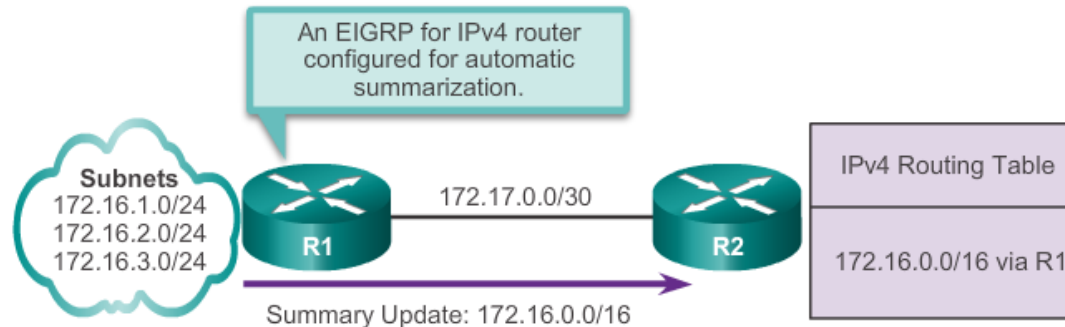 An EIGRP for IPv4 router
configured for automatic
summarization.
Subnets
172.16.1.0/24
172.16.2.0/24
172.16.3.0/24
R1
172.17.0.0/30
R2
IPv4 Routing Table
172.16.0.0/16 via R1
Summary Update: 172.16.0.0/16